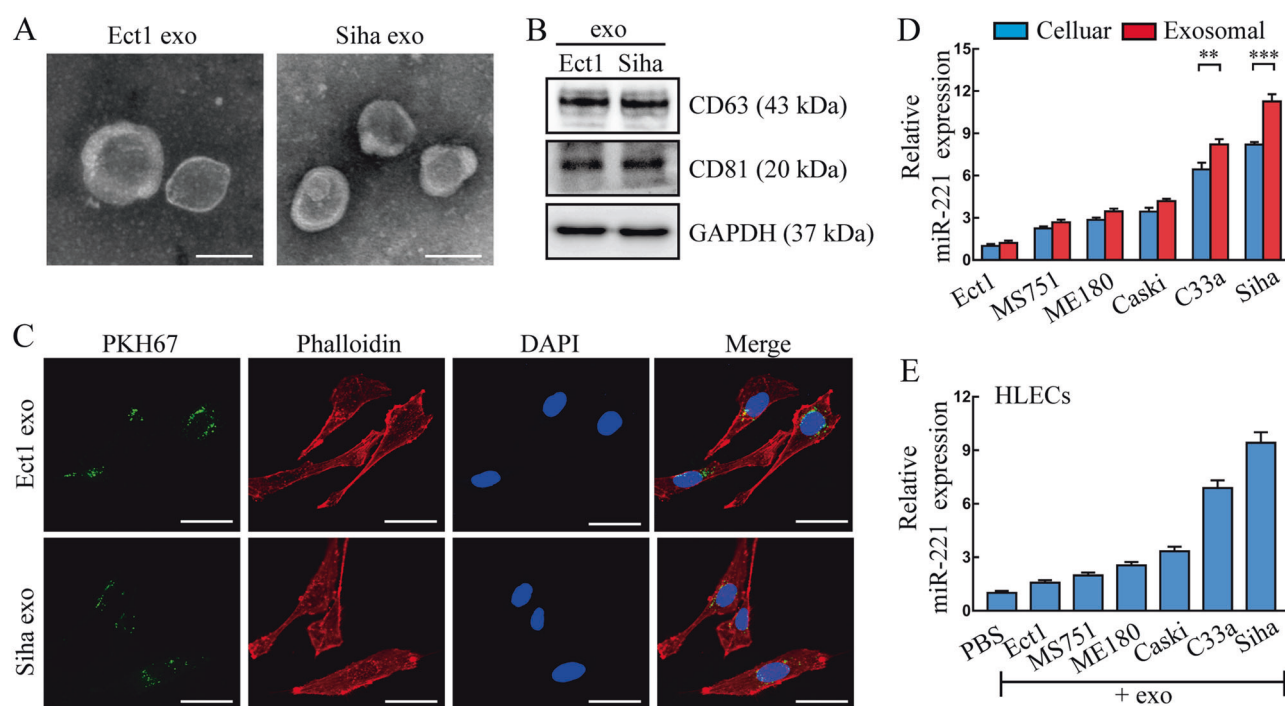 A
Ect1 exo
Siha exo
B
exo
Ect1 Siha
CD63 (43 kDa)
CD81 (20 kDa)
GAPDH (37 kDa)
C
PKH67
Phalloidin
DAPI
Merge
Ect1 exo
Siha exo
D
Celluar
Exosomal
Relative
miR-221 expression
15
12
9
6
3
0
**
***
Ect1
MS751
ME180
Caski
C33a
Siha
E
HLECs
Relative
miR-221 expression
12
9
6
3
0
PBS
Ect1
MS751
ME180
Caski
C33a
Siha
+ exo